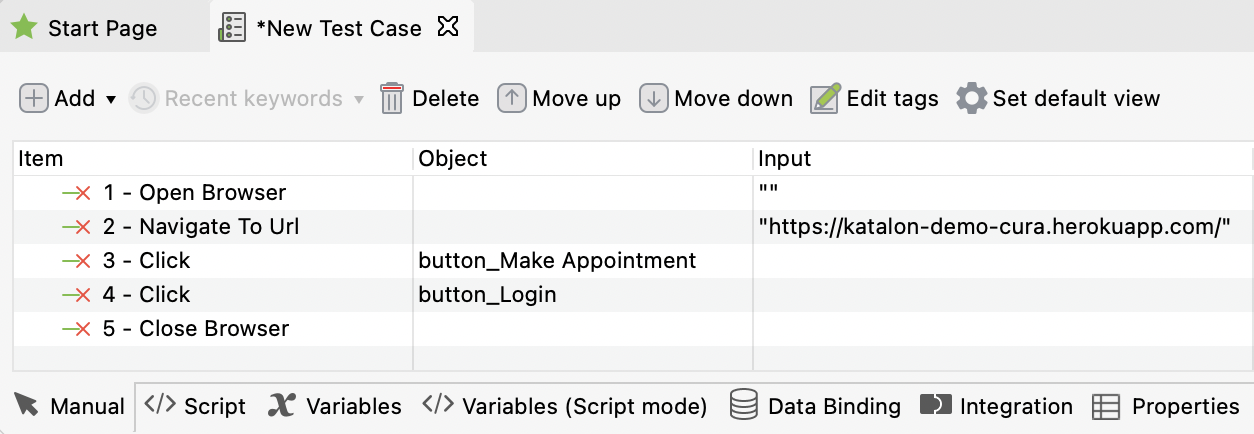 Start Page *New Test Case
Add Recent keywords Delete Move up Move down Edit tags Set default view
Item Object Input
1 - Open Browser ""
2 - Navigate To Url "https://katalon-demo-cura.herokuapp.com/"
3 - Click button_Make Appointment
4 - Click button_Login
5 - Close Browser
Manual </> Script x Variables </> Variables (Script mode) Data Binding Integration Properties